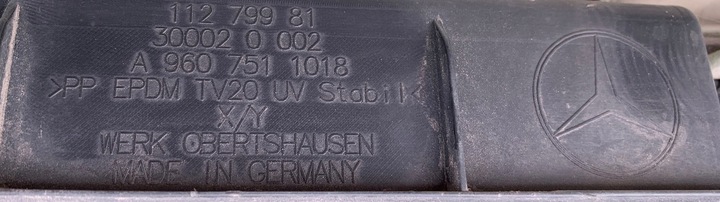 112 799 81
30002 0 002
A 960 751 1018
>PP EPDM TV20 UV Stabil<
X/Y
WERK OBERTSHAUSEN
MADE IN GERMANY